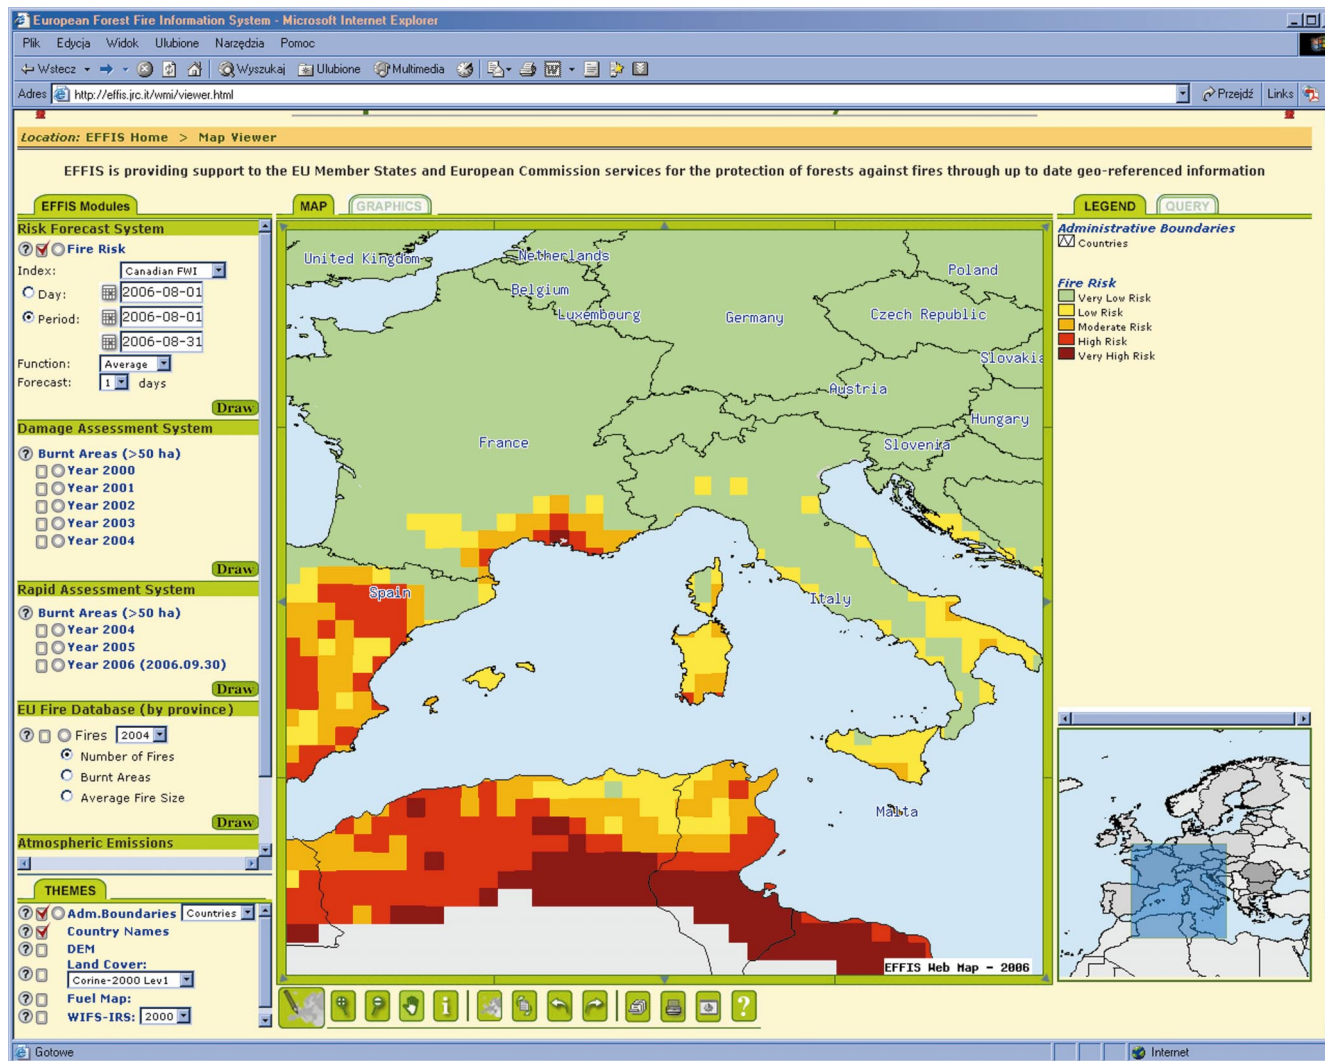 European Forest Fire Information System - Microsoft Internet Explorer
Plik Edycja Widok Ulubione Narzędzia Pomoc
Wstecz Wyszukaj Ulubione Multimedia
Adres http://effis.jrc.it/wmi/viewer.html Przejdź Links
Location: EFFIS Home > Map Viewer
EFFIS is providing support to the EU Member States and European Commission services for the protection of forests against fires through up to date geo-referenced information
EFFIS Modules
Risk Forecast System
? Fire Risk
Index: Canadian FWI
Day: 2006-08-01
Period: 2006-08-01
2006-08-31
Function: Average
Forecast: 1 days
Draw
Damage Assessment System
? Burnt Areas (>50 ha)
Year 2000
Year 2001
Year 2002
Year 2003
Year 2004
Draw
Rapid Assessment System
? Burnt Areas (>50 ha)
Year 2004
Year 2005
Year 2006 (2006.09.30)
Draw
EU Fire Database (by province)
? Fires 2004
Number of Fires
Burnt Areas
Average Fire Size
Draw
Atmospheric Emissions
THEMES
? Adm.Boundaries Countries
? Country Names
? DEM
? Land Cover:
Corine-2000 Lev1
? Fuel Map:
? WIFS-IRS: 2000
MAP GRAPHICS
United Kingdom
Netherlands
Poland
Belgium
Luxembourg
Germany
Czech Republic
Slovakia
Austria
Hungary
France
Slovenia
Spain
Italy
Malta
EFFIS Web Map - 2006
i ?
LEGEND QUERY
Administrative Boundaries
Countries
Fire Risk
Very Low Risk
Low Risk
Moderate Risk
High Risk
Very High Risk
Gotowe Internet